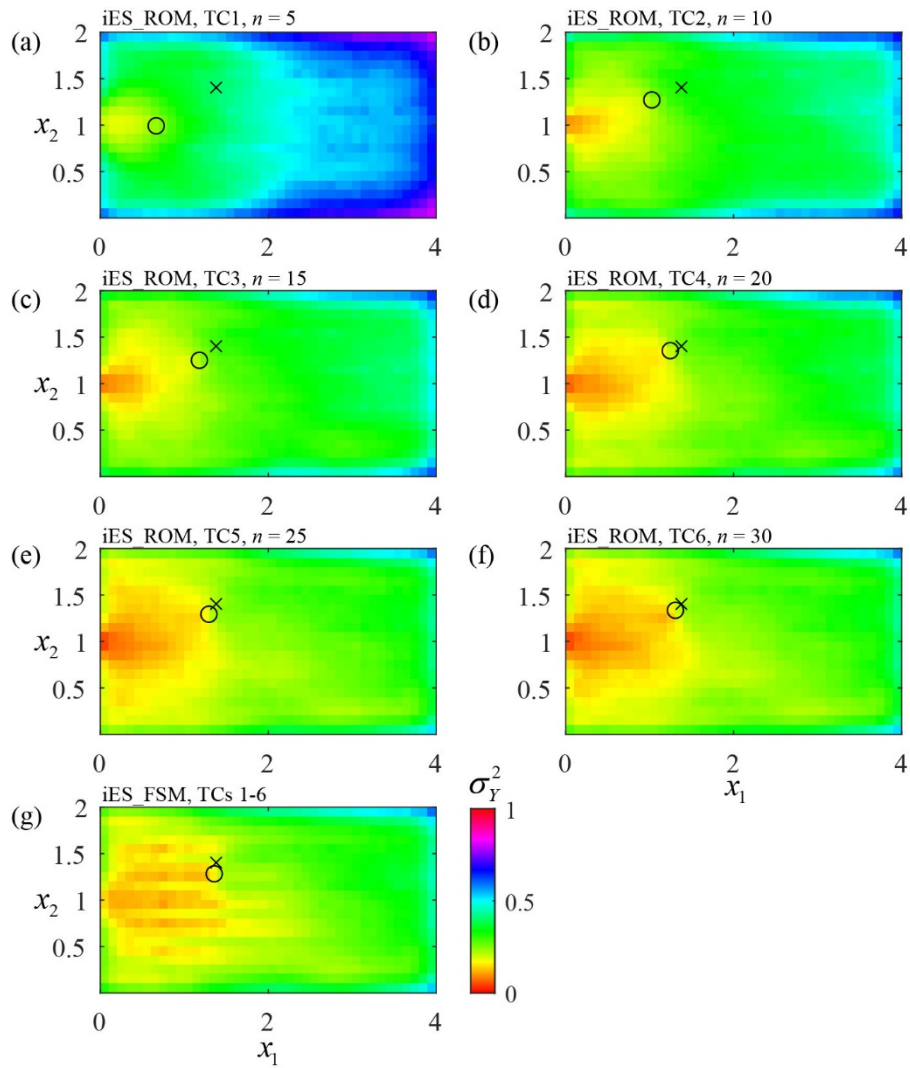 iES_ROM, TC1, n = 5
(a)
2
1.5
x2
1
0.5
0 2 4
iES_ROM, TC2, n = 10
(b)
2
1.5
1
0.5
0 2 4
iES_ROM, TC3, n = 15
(c)
2
1.5
x2
1
0.5
0 2 4
iES_ROM, TC4, n = 20
(d)
2
1.5
1
0.5
0 2 4
iES_ROM, TC5, n = 25
(e)
2
1.5
x2
1
0.5
0 2 4
iES_ROM, TC6, n = 30
(f)
2
1.5
1
0.5
0 2 4
x1
iES_FSM, TCs 1-6
(g)
2
1.5
x2
1
0.5
0 2 4
x1
σ²Y
1
0.5
0